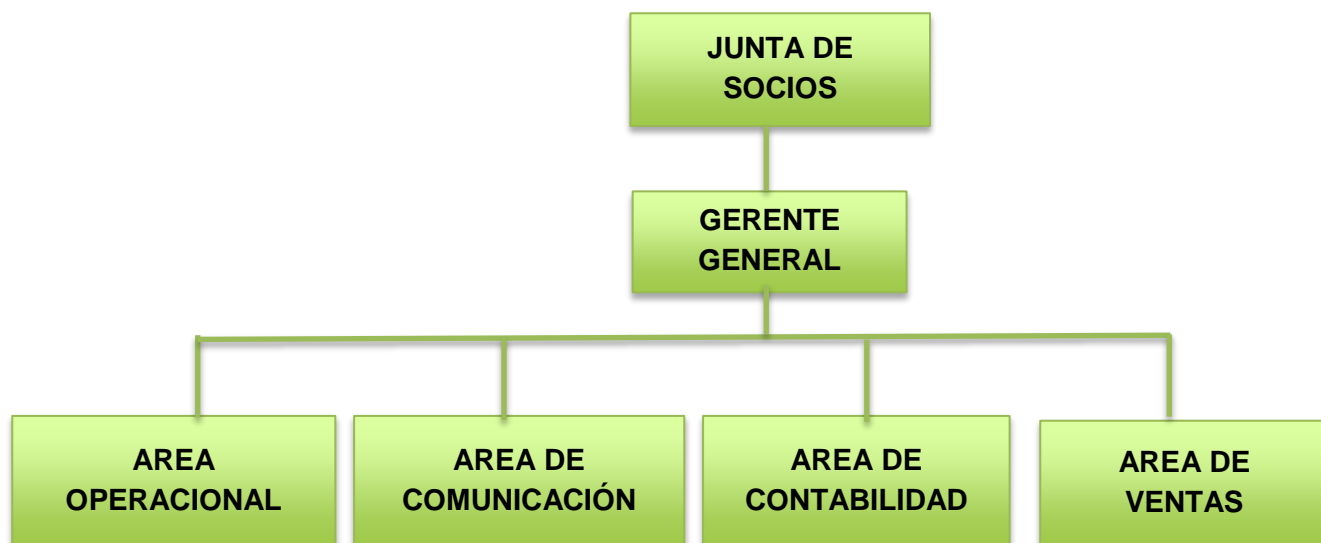 JUNTA DE
SOCIOS
GERENTE
GENERAL
AREA
OPERACIONAL
AREA DE
COMUNICACIÓN
AREA DE
CONTABILIDAD
AREA DE
VENTAS